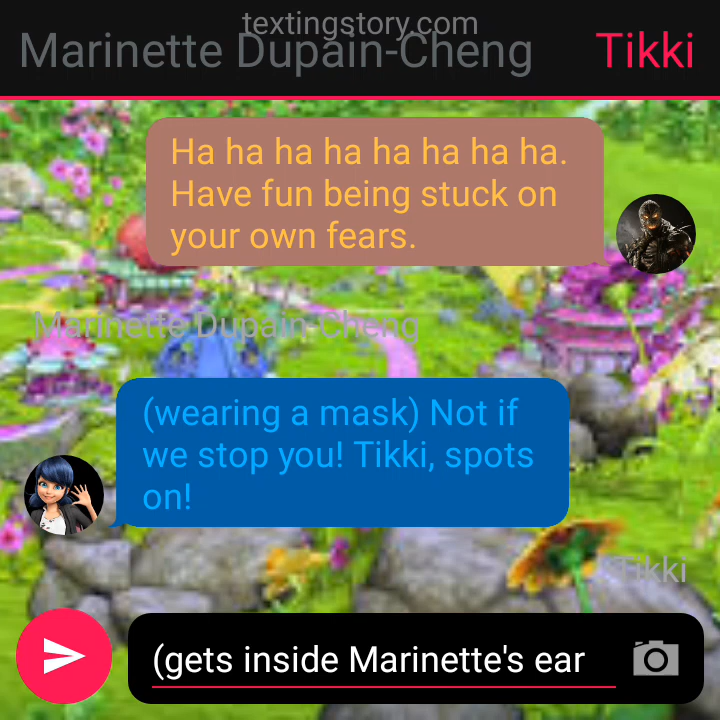 textingstory.com
Marinette Dupain-Cheng Tikki
Ha ha ha ha ha ha ha ha.
Have fun being stuck on
your own fears.
Marinette Dupain-Cheng
(wearing a mask) Not if
we stop you! Tikki, spots
on!
Tikki
(gets inside Marinette's ear